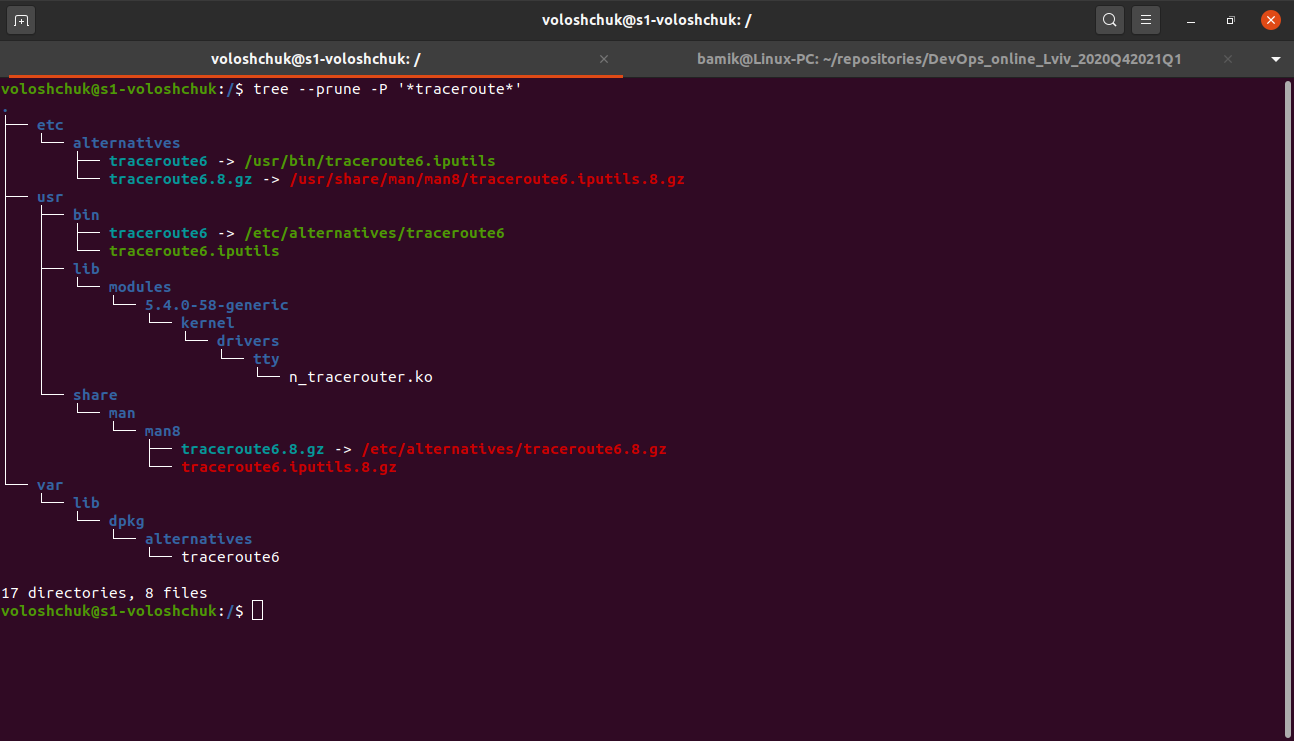 voloshchuk@s1-voloshchuk: /
voloshchuk@s1-voloshchuk: /
bamik@Linux-PC: ~/repositories/DevOps_online_Lviv_2020Q42021Q1
voloshchuk@s1-voloshchuk:/$ tree --prune -P '*traceroute*'
.
├── etc
│   └── alternatives
│       ├── traceroute6 -> /usr/bin/traceroute6.iputils
│       └── traceroute6.8.gz -> /usr/share/man/man8/traceroute6.iputils.8.gz
├── usr
│   ├── bin
│   │   ├── traceroute6 -> /etc/alternatives/traceroute6
│   │   └── traceroute6.iputils
│   ├── lib
│   │   └── modules
│   │       └── 5.4.0-58-generic
│   │           └── kernel
│   │               └── drivers
│   │                   └── tty
│   │                       └── n_tracerouter.ko
│   └── share
│       └── man
│           └── man8
│               ├── traceroute6.8.gz -> /etc/alternatives/traceroute6.8.gz
│               └── traceroute6.iputils.8.gz
└── var
    └── lib
        └── dpkg
            └── alternatives
                └── traceroute6
17 directories, 8 files
voloshchuk@s1-voloshchuk:/$